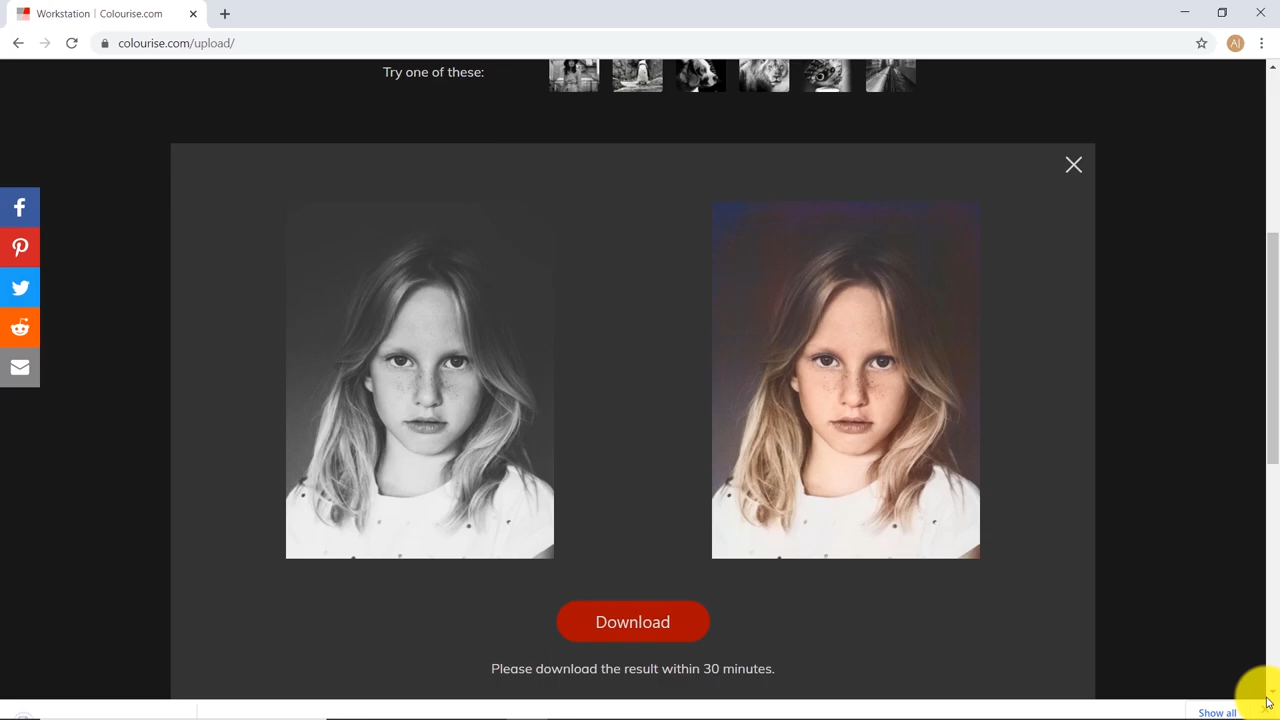 Workstation | Colourise.com
colourise.com/upload/
AI
Try one of these:
Download
Please download the result within 30 minutes.
Show all